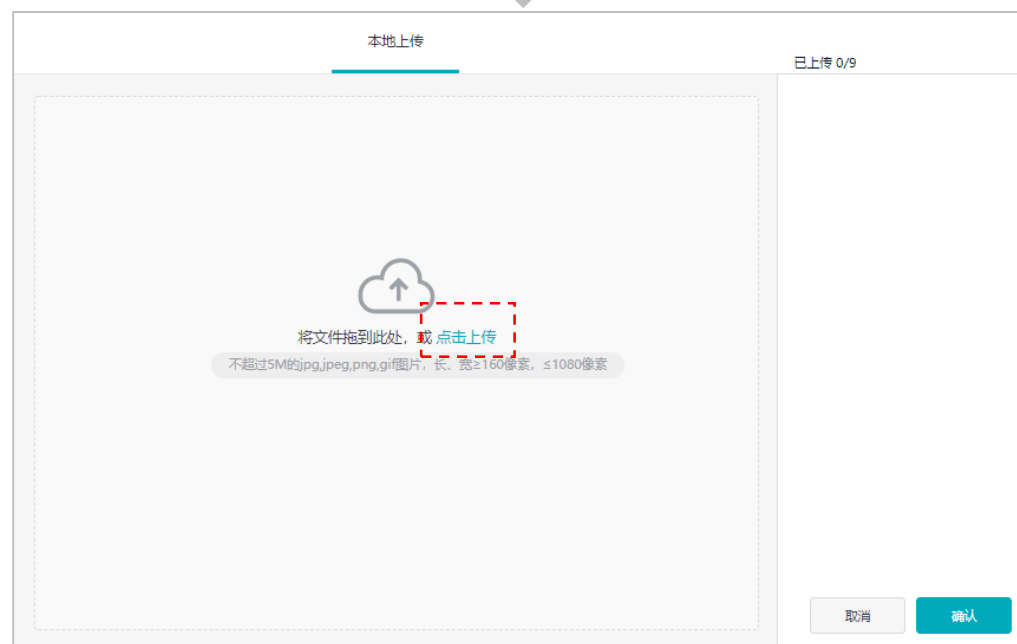 本地上传
已上传 0/9
将文件拖到此处，或 点击上传
不超过5M的jpg,jpeg,png,gif图片，长、宽≥160像素，≤1080像素
取消
确认